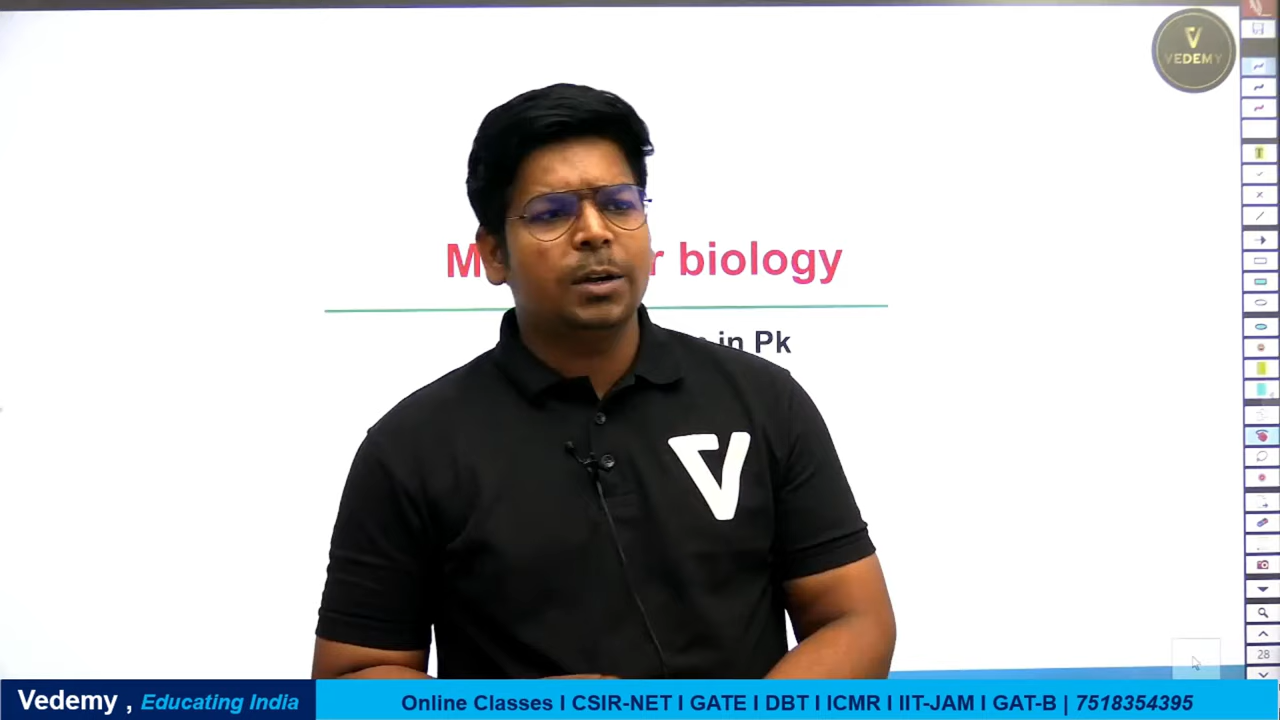 VEDEMY
biology
in Pk
28
Vedemy , Educating India
Online Classes I CSIR-NET I GATE I DBT I ICMR I IIT-JAM I GAT-B | 7518354395